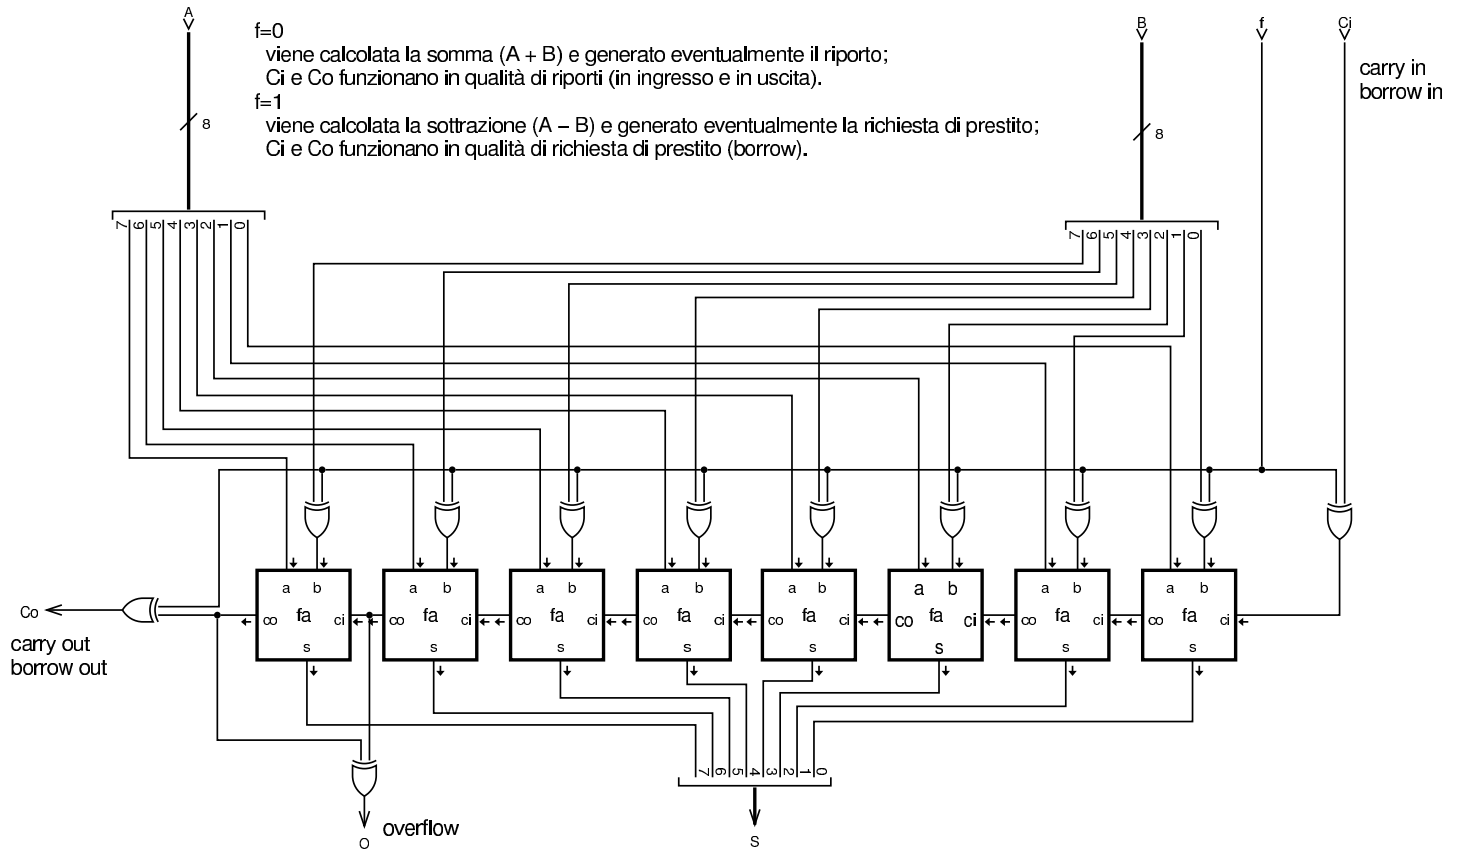 A
f=0
viene calcolata la somma (A + B) e generato eventualmente il riporto;
Ci e Co funzionano in qualità di riporti (in ingresso e in uscita).
f=1
viene calcolata la sottrazione (A − B) e generato eventualmente la richiesta di prestito;
Ci e Co funzionano in qualità di richiesta di prestito (borrow).
B
f
Ci
carry in
borrow in
8
8
7 6 5 4 3 2 1 0
7 6 5 4 3 2 1 0
a b a b a b a b a b a b a b a b
co fa ci co fa ci co fa ci co fa ci co fa ci co fa ci co fa ci co fa ci
s s s s s s s s
Co
carry out
borrow out
7 6 5 4 3 2 1 0
O
overflow
S